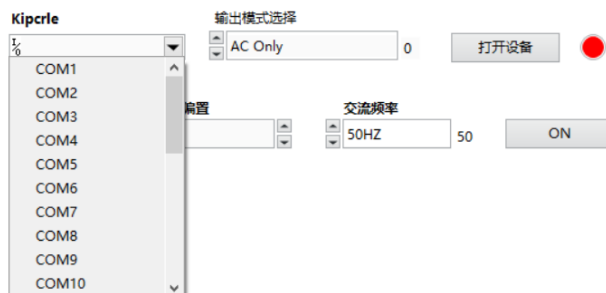 Kipcrle
输出模式选择
I/O
AC Only
0
打开设备
COM1
COM2
COM3
COM4
COM5
COM6
COM7
COM8
COM9
COM10
偏置
交流频率
50HZ
50
ON